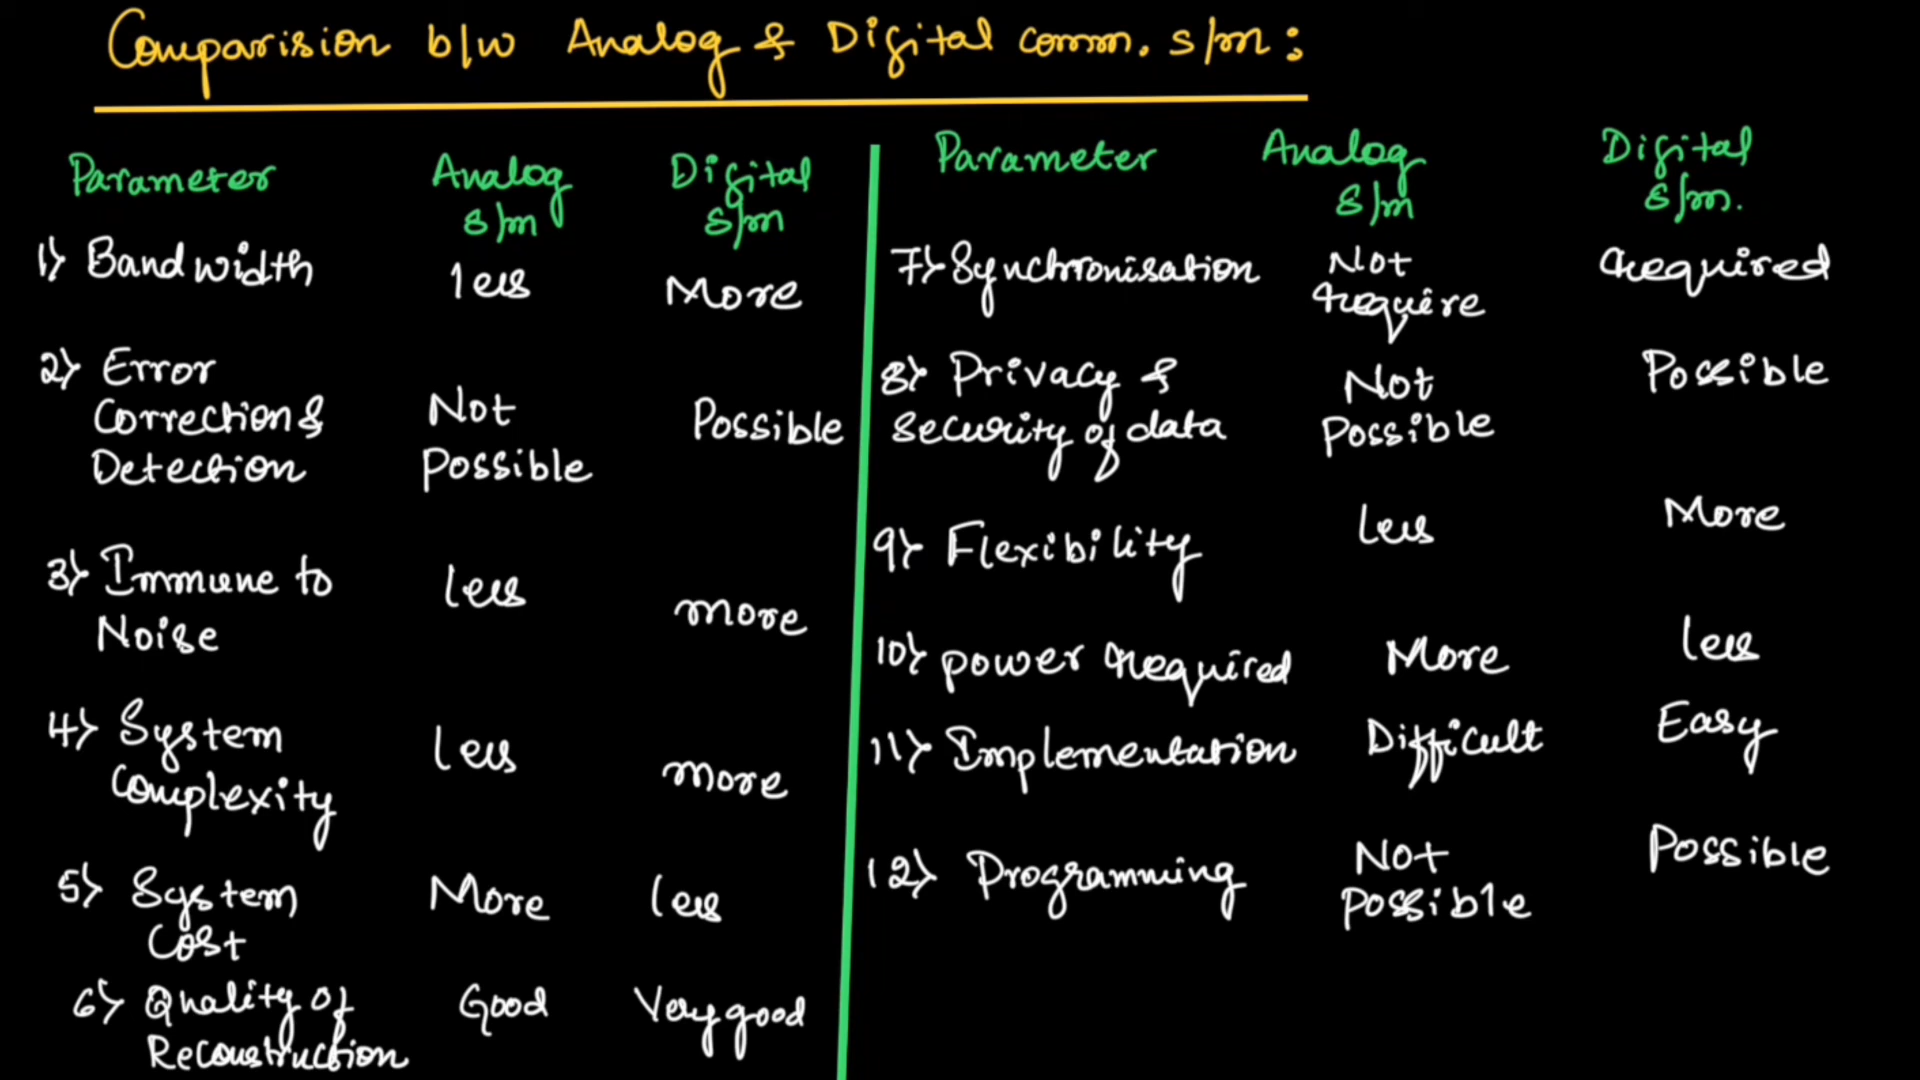 Comparision b/w Analog & Digital comm. s/m :
Parameter Analog s/m Digital s/m
1) Bandwidth less More
2) Error Correction & Detection Not Possible Possible
3) Immune to Noise less more
4) System Complexity less more
5) System Cost More less
6) Quality of Reconstruction Good Very good
Parameter Analog s/m Digital s/m.
7) Synchronisation Not require required
8) Privacy & security of data Not Possible Possible
9) Flexibility less More
10) power required More less
11) Implementation Difficult Easy
12) Programming Not Possible Possible